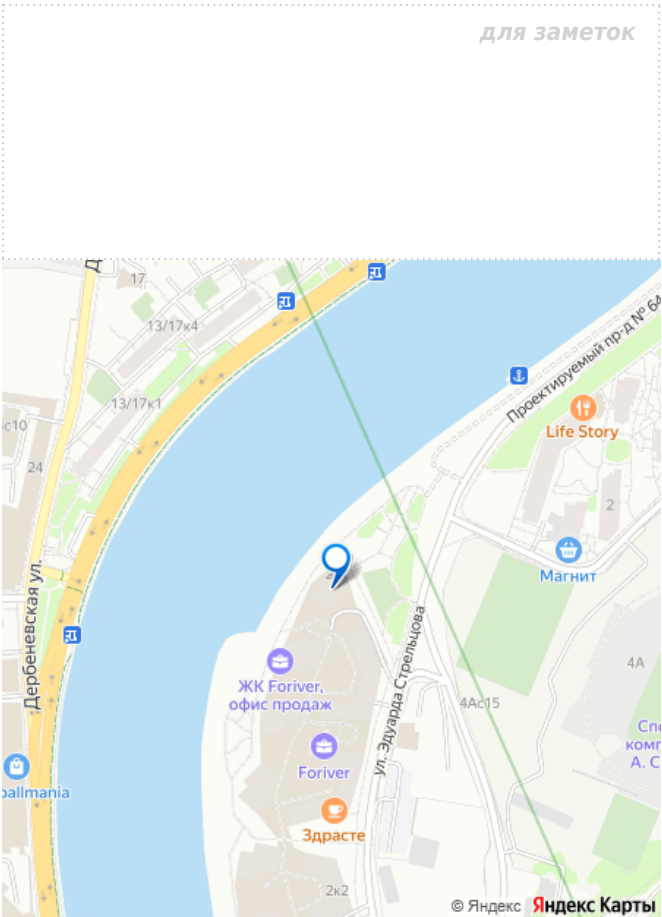 для заметок
17
13/17к4
Проектируемый пр-д № 64
13/17к1
Life Story
24
2
Магнит
Дербеневская ул.
ул. Эдуарда Стрельцова
4А
ЖК Foriver,
офис продаж
4Ас15
Foriver
Здрасте
2к2
© Яндекс Яндекс Карты